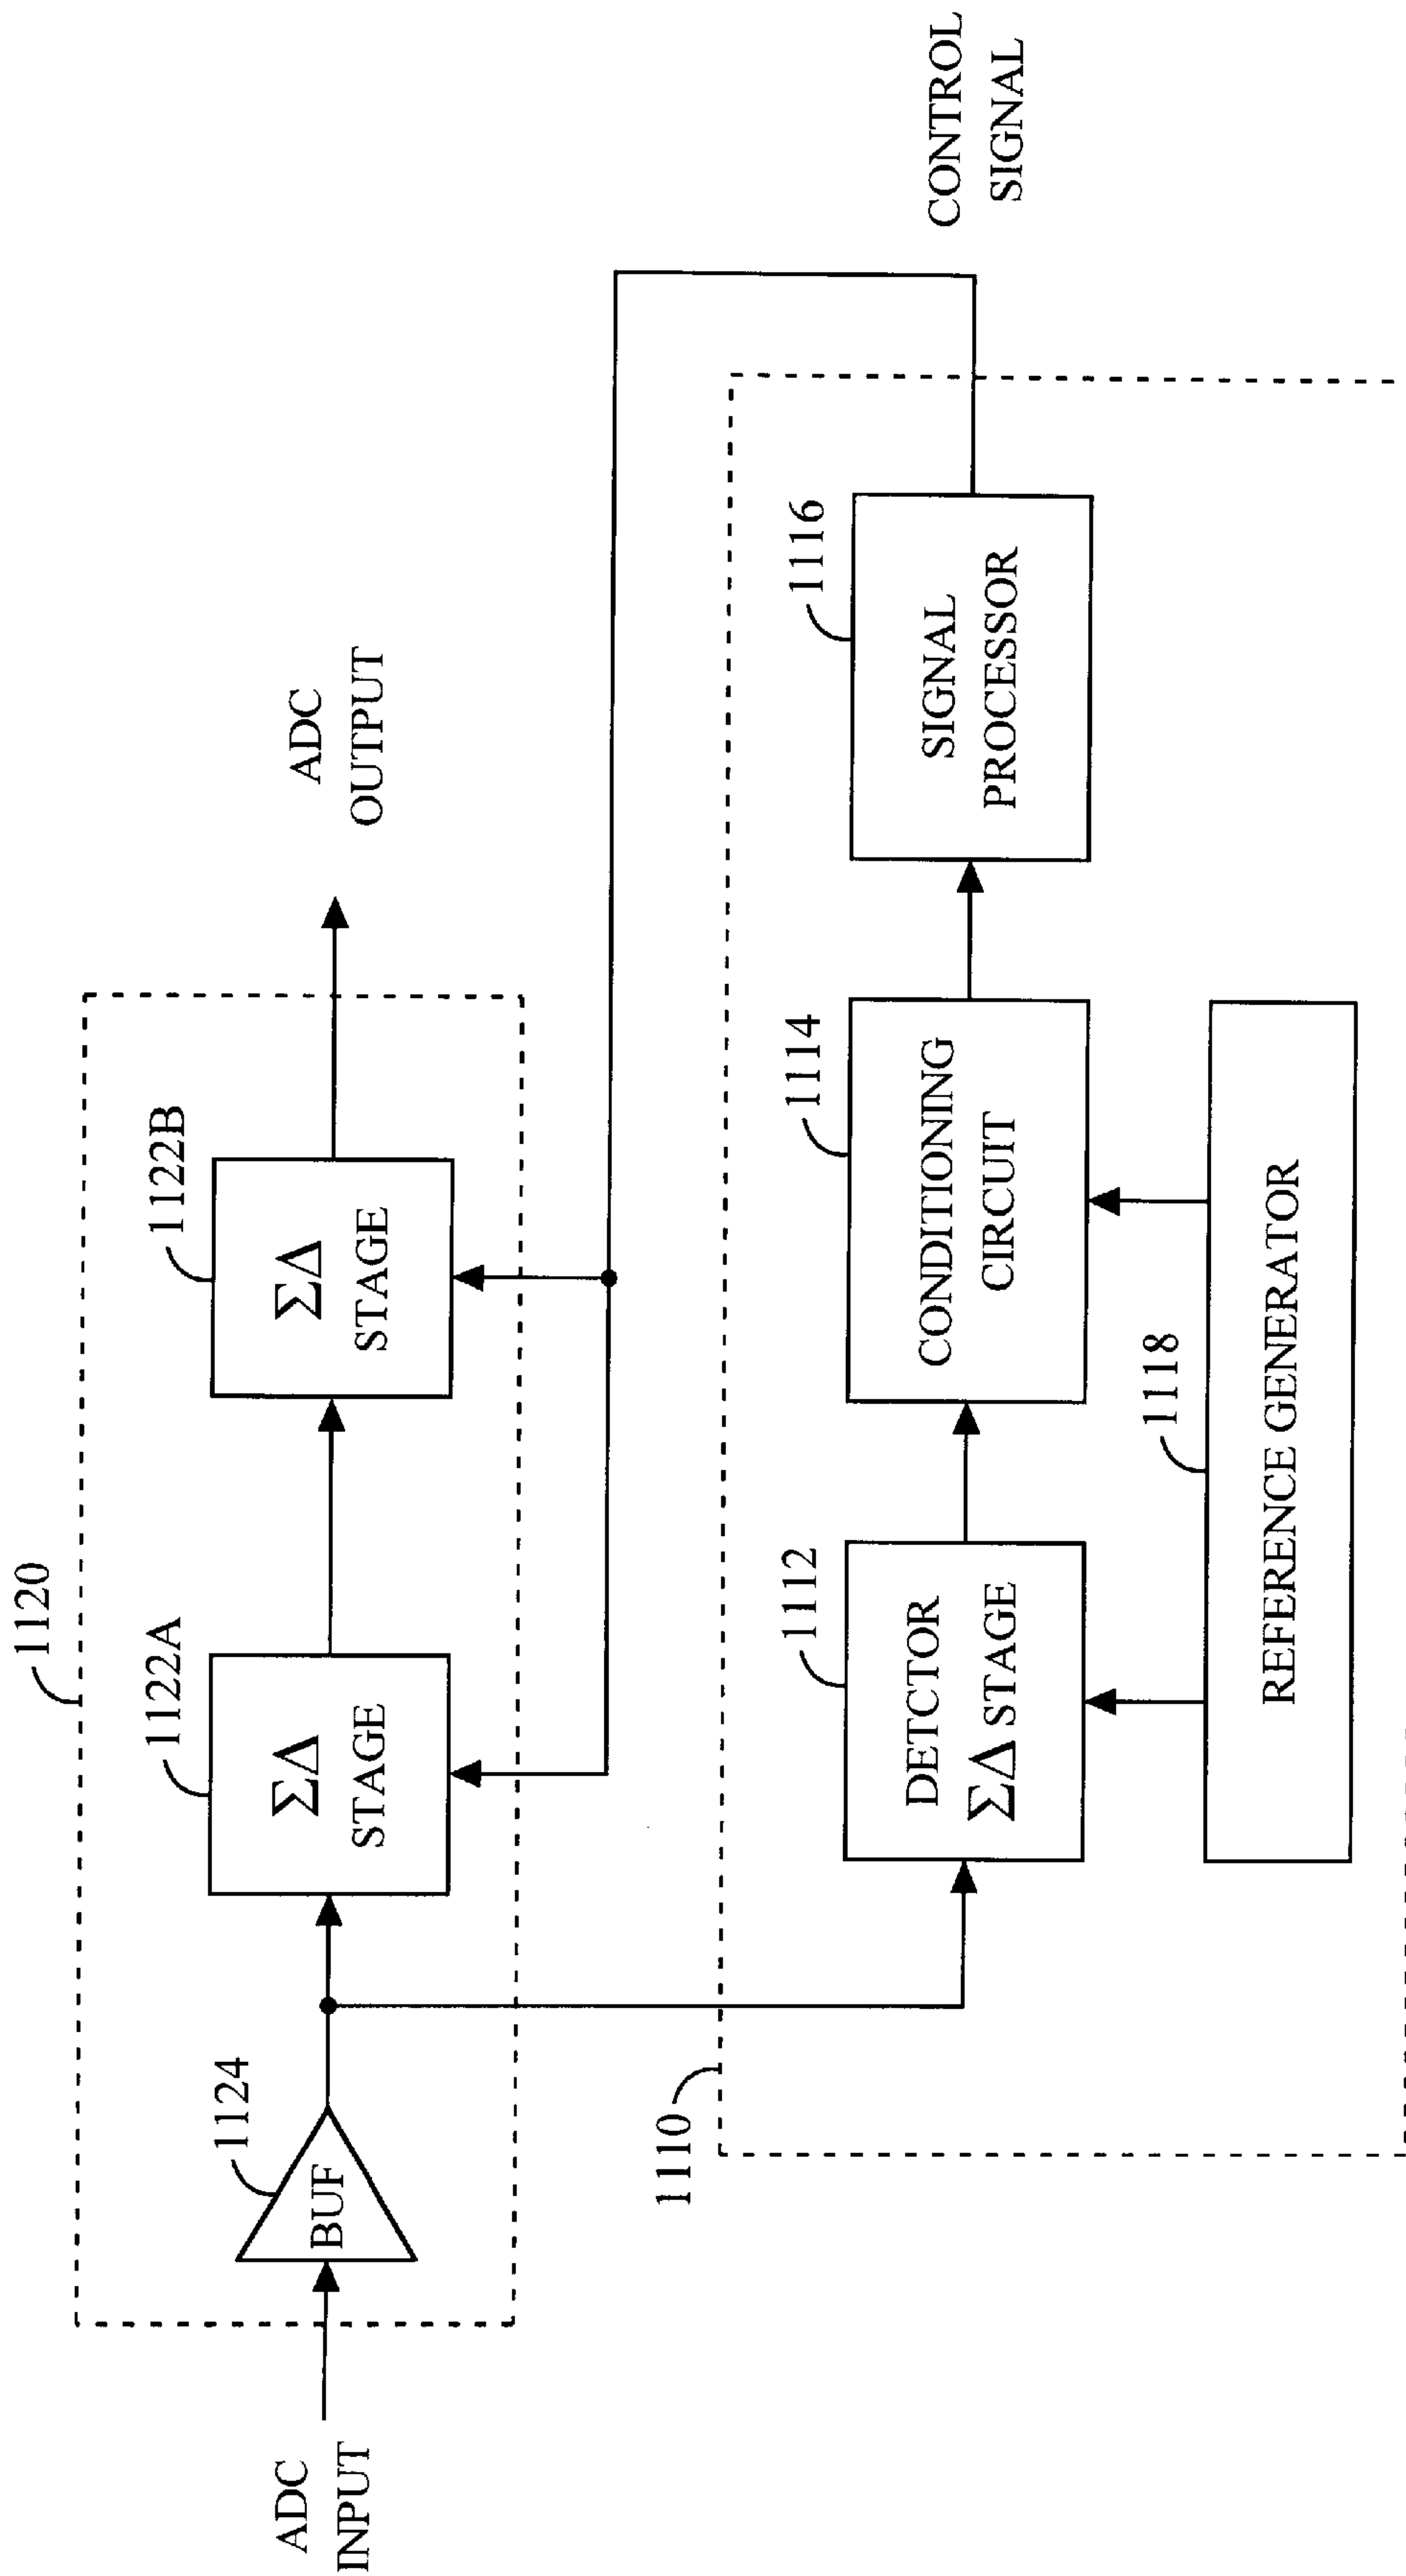 1120
ADC
INPUT
1124
BUF
1122A
ΣΔ
STAGE
1122B
ΣΔ
STAGE
ADC
OUTPUT
1110
1112
DETCTOR
ΣΔ STAGE
1114
CONDITIONING
CIRCUIT
1116
SIGNAL
PROCESSOR
CONTROL
SIGNAL
1118
REFERENCE GENERATOR